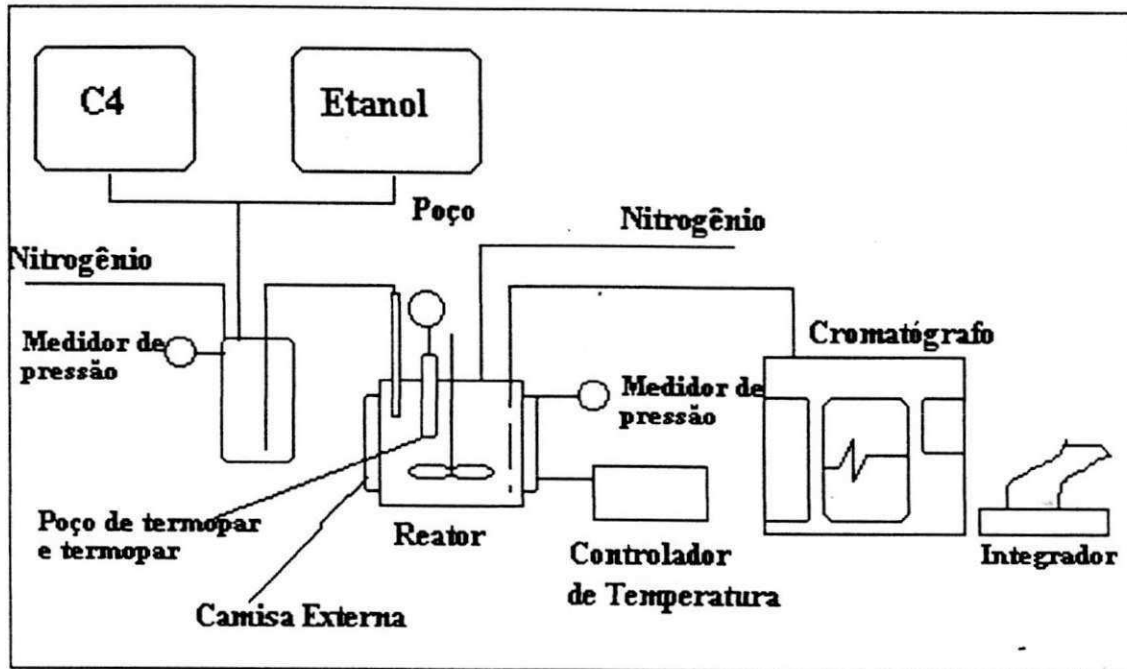 C4
Etanol
Poço
Nitrogênio
Nitrogênio
Medidor de
pressão
Cromatógrafo
Medidor de
pressão
Poço de termopar
e termopar
Reator
Controlador
de Temperatura
Integrador
Camisa Externa